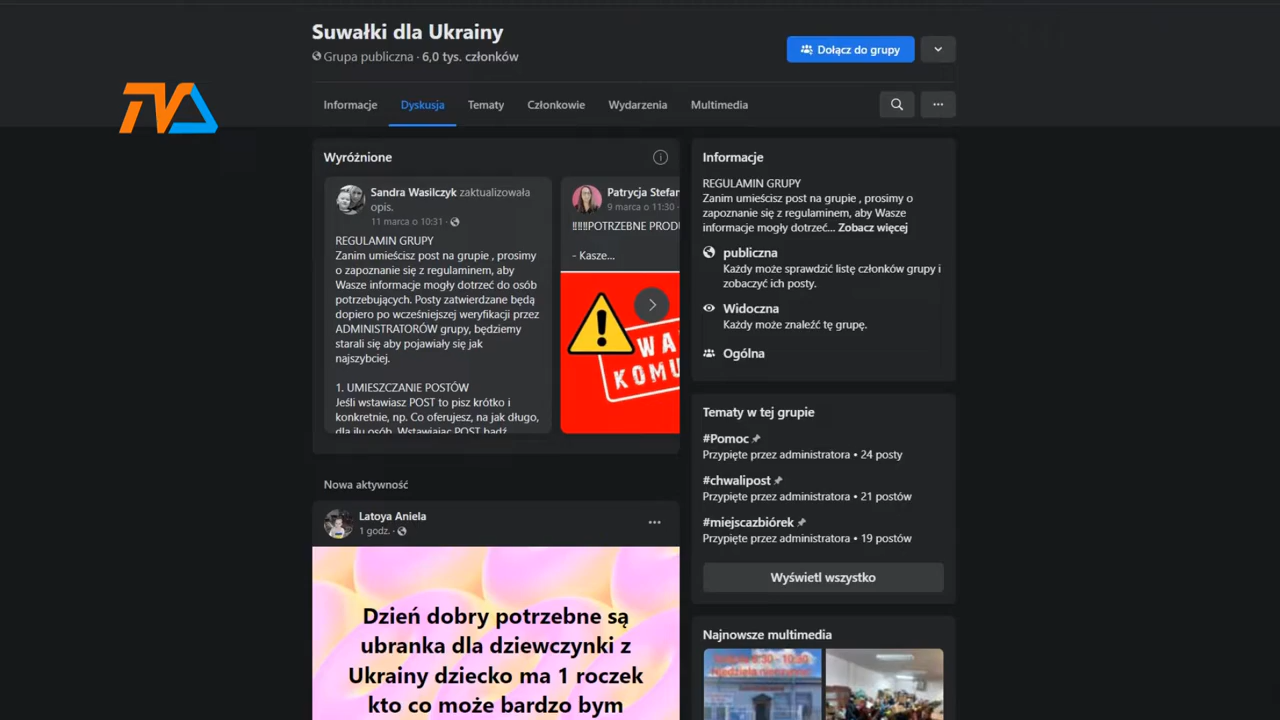 Suwałki dla Ukrainy
Grupa publiczna · 6,0 tys. członków
Dołącz do grupy
TVA
Informacje
Dyskusja
Tematy
Członkowie
Wydarzenia
Multimedia
Wyróżnione
Sandra Wasilczyk zaktualizowała
opis.
11 marca o 10:31 ·
REGULAMIN GRUPY
Zanim umieścisz post na grupie , prosimy
o zapoznanie się z regulaminem, aby
Wasze informacje mogły dotrzeć do osób
potrzebujących. Posty zatwierdzane będą
dopiero po wcześniejszej weryfikacji przez
ADMINISTRATORÓW grupy, będziemy
starali się aby pojawiały się jak
najszybciej.
1. UMIESZCZANIE POSTÓW
Jeśli wstawiasz POST to pisz krótko i
konkretnie, np. Co oferujesz, na jak długo,
dla ilu osób. Wstawiając POST bądź
Patrycja Stefan
9 marca o 11:30 ·
!!!!!POTRZEBNE PRODU
- Kasze...
WA
KOMU
Informacje
REGULAMIN GRUPY
Zanim umieścisz post na grupie , prosimy o
zapoznanie się z regulaminem, aby Wasze
informacje mogły dotrzeć... Zobacz więcej
publiczna
Każdy może sprawdzić listę członków grupy i
zobaczyć ich posty.
Widoczna
Każdy może znaleźć tę grupę.
Ogólna
Tematy w tej grupie
#Pomoc
Przypięte przez administratora • 24 posty
#chwalipost
Przypięte przez administratora • 21 postów
#miejscazbiórek
Przypięte przez administratora • 19 postów
Wyświetl wszystko
Nowa aktywność
Latoya Aniela
1 godz. ·
Dzień dobry potrzebne są
ubranka dla dziewczynki z
Ukrainy dziecko ma 1 roczek
kto co może bardzo bym
Najnowsze multimedia
Niedziela nieczynne